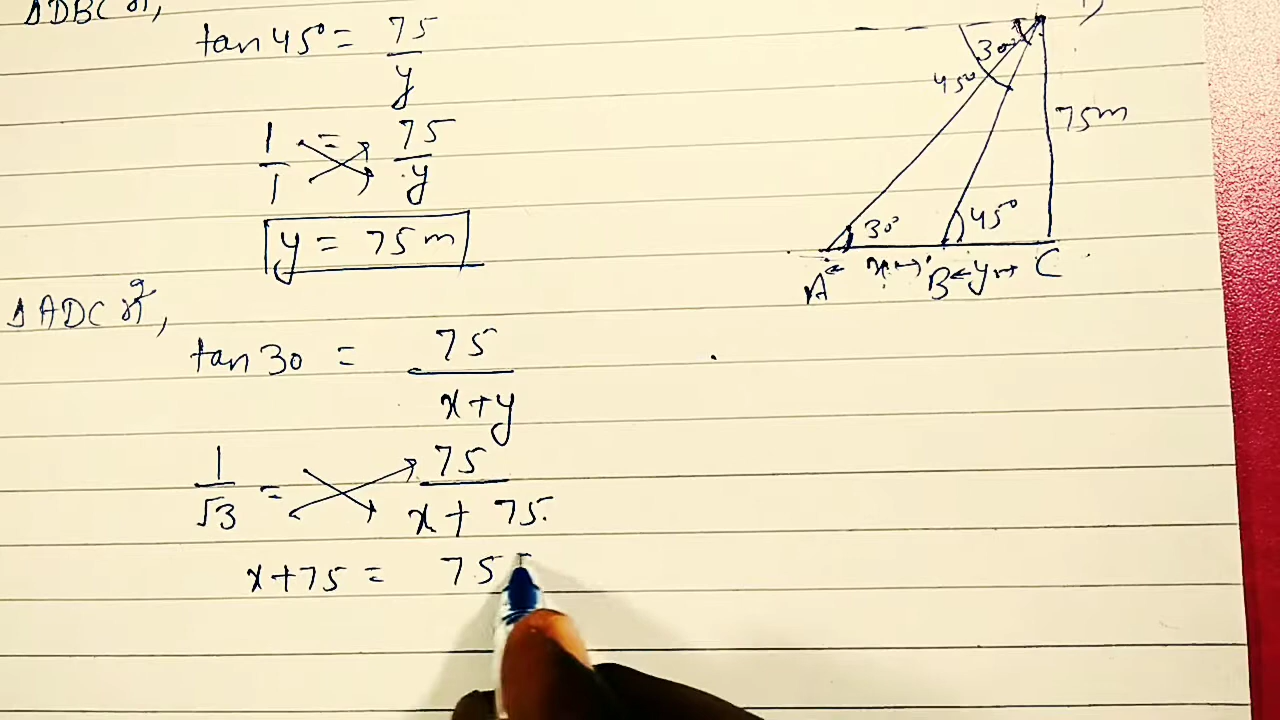 ΔDBC में,
tan45° = 75/y
1/1 = 75/y
y = 75m
ΔADC में,
tan30 = 75/x+y
1/√3 = 75/x+75.
x+75 = 75
30°
45°
75m
30°
45°
A x B y C